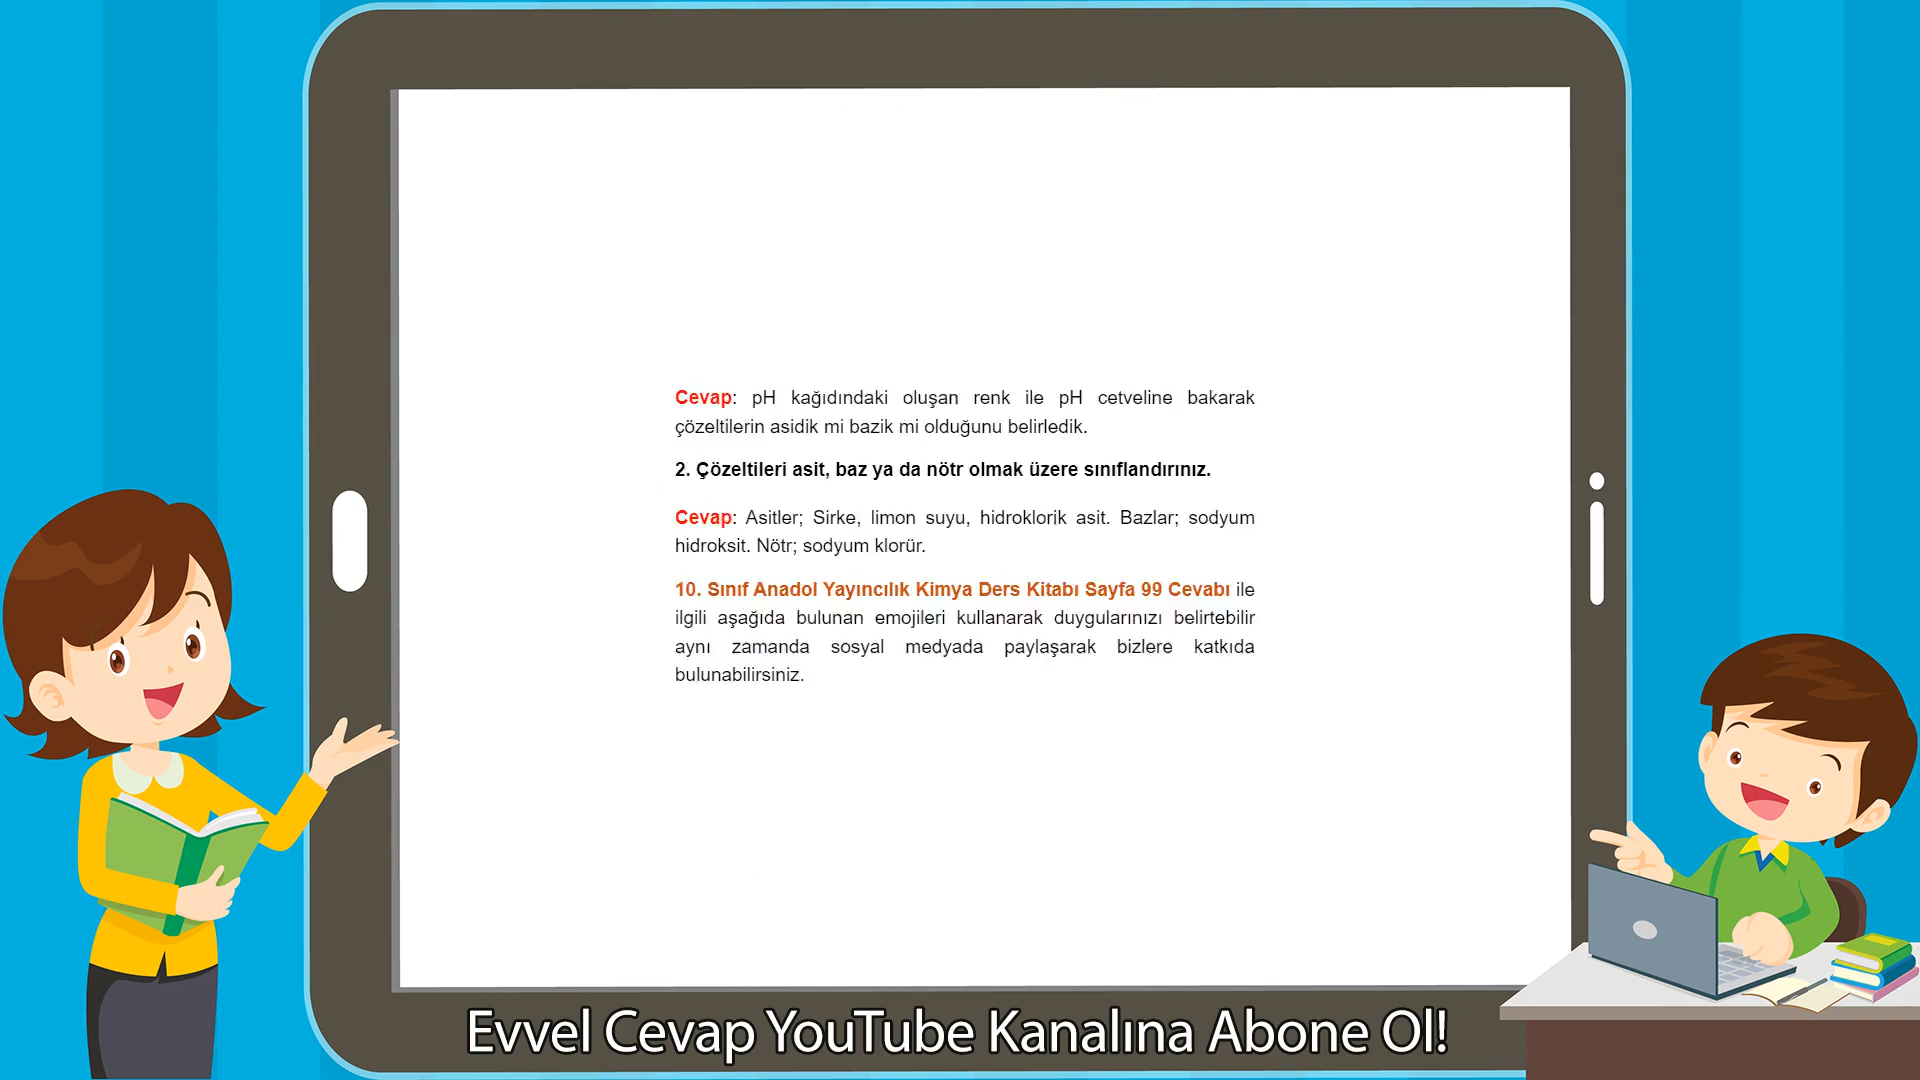 Cevap: pH kağıdındaki oluşan renk ile pH cetveline bakarak
çözeltilerin asidik mi bazik mi olduğunu belirledik.
2. Çözeltileri asit, baz ya da nötr olmak üzere sınıflandırınız.
Cevap: Asitler; Sirke, limon suyu, hidroklorik asit. Bazlar; sodyum
hidroksit. Nötr; sodyum klorür.
10. Sınıf Anadol Yayıncılık Kimya Ders Kitabı Sayfa 99 Cevabı ile
ilgili aşağıda bulunan emojileri kullanarak duygularınızı belirtebilir
aynı zamanda sosyal medyada paylaşarak bizlere katkıda
bulunabilirsiniz.
Evvel Cevap YouTube Kanalına Abone Ol!